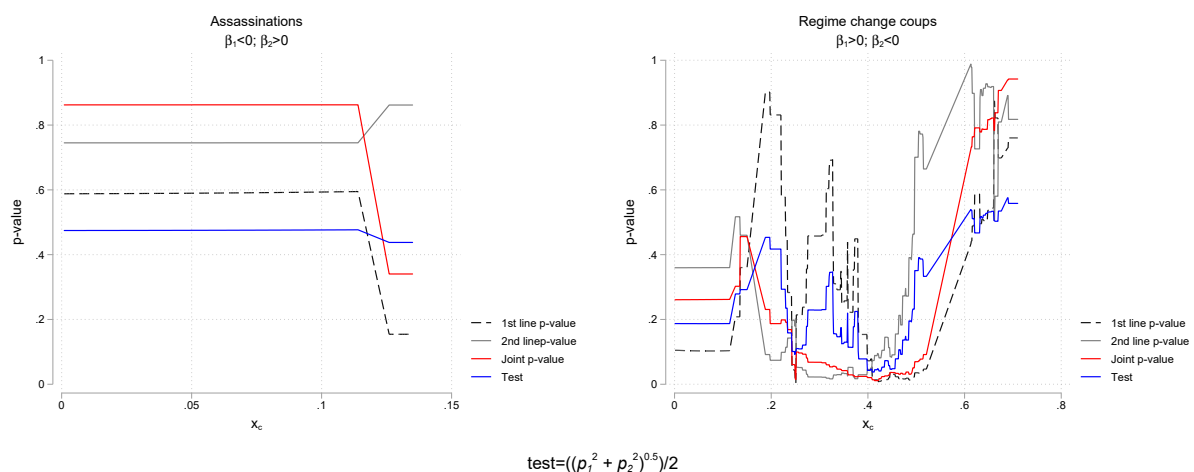 Assassinations
β₁<0; β₂>0
p-value
1
.8
.6
.4
.2
0
0
.05
.1
.15
x_c
1st line p-value
2nd linep-value
Joint p-value
Test
Regime change coups
β₁>0; β₂<0
p-value
1
.8
.6
.4
.2
0
0
.2
.4
.6
.8
x_c
1st line p-value
2nd line p-value
Joint p-value
Test
test=((p₁² + p₂²)^0.5)/2